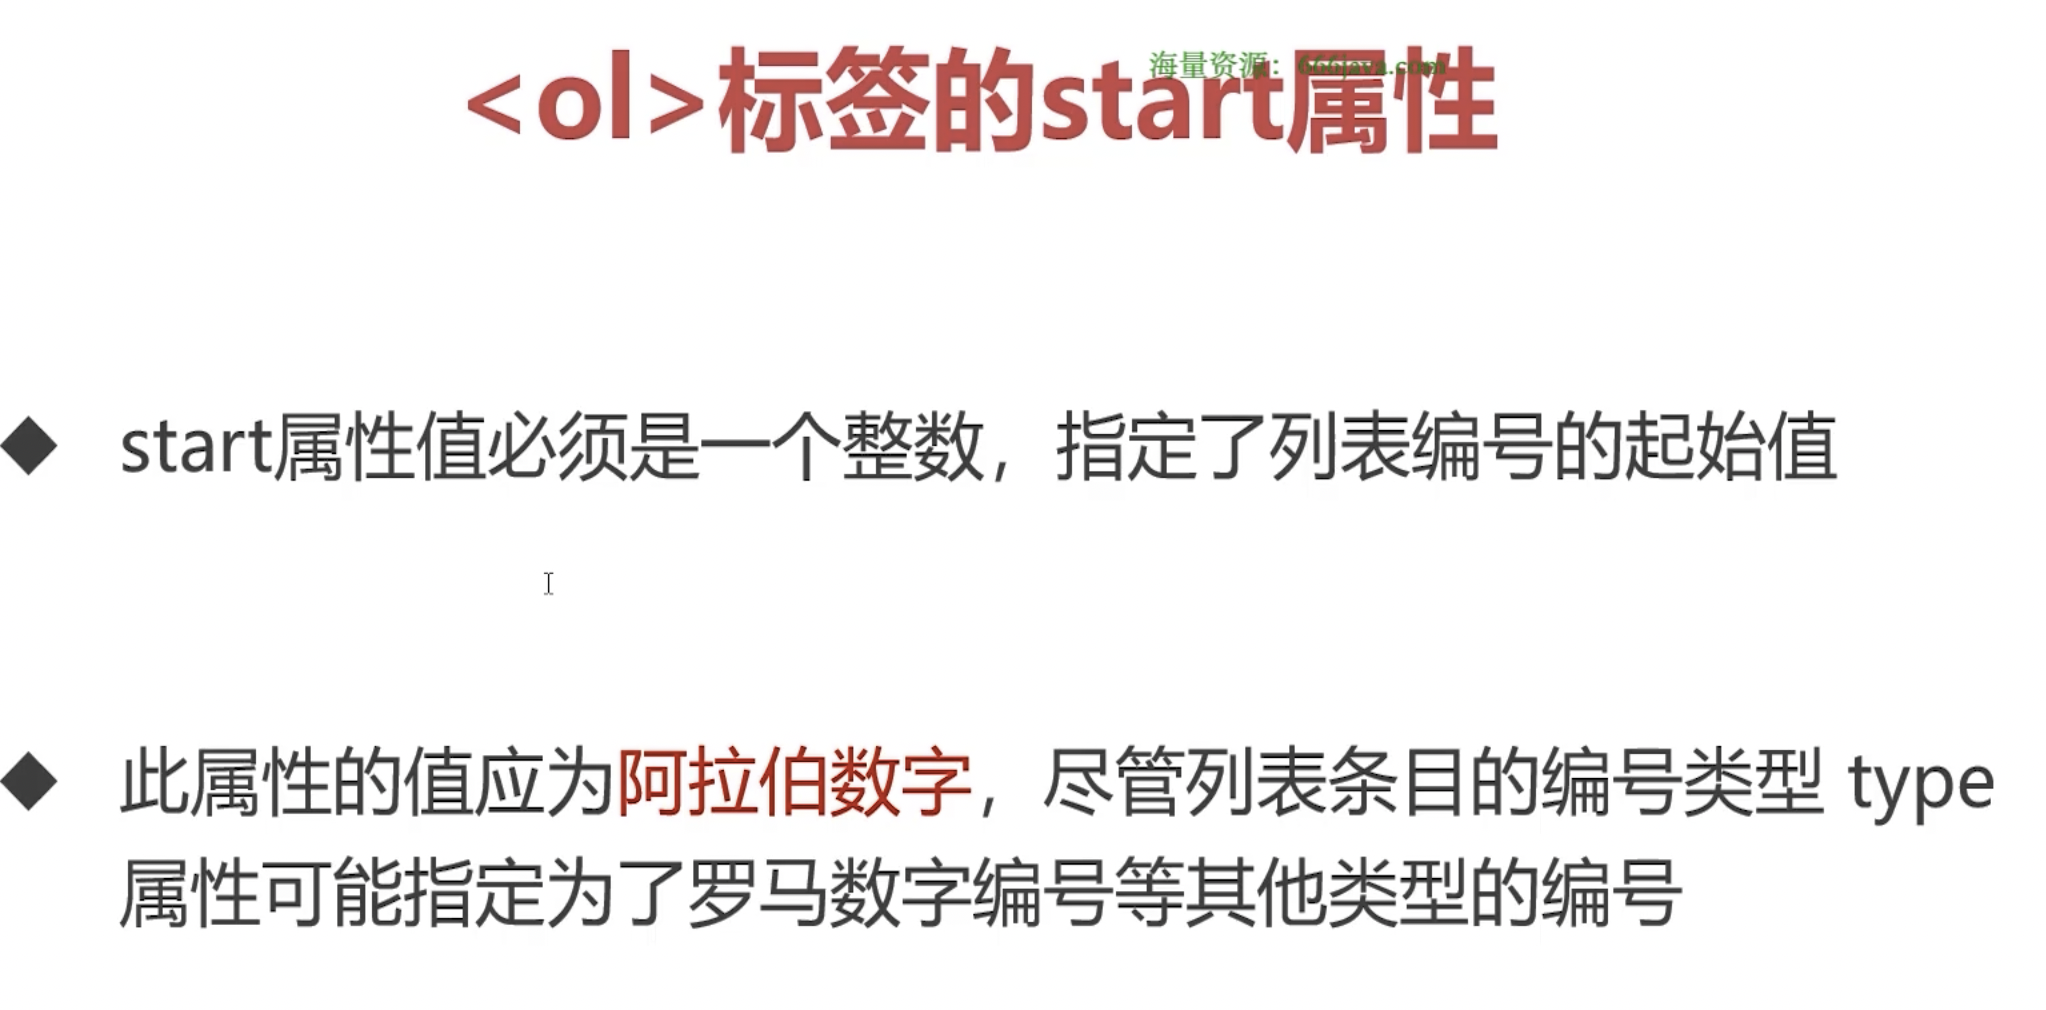 <ol>标签的start属性
海量资源：666java.com
start属性值必须是一个整数，指定了列表编号的起始值
此属性的值应为阿拉伯数字，尽管列表条目的编号类型 type
属性可能指定为了罗马数字编号等其他类型的编号